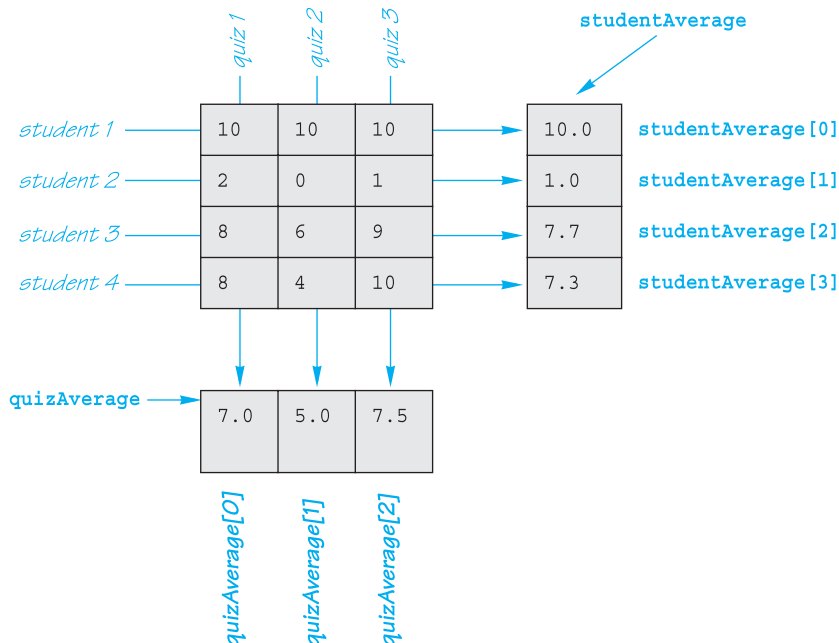 quiz 1 quiz 2 quiz 3
studentAverage
student 1 10 10 10 10.0 studentAverage[0]
student 2 2 0 1 1.0 studentAverage[1]
student 3 8 6 9 7.7 studentAverage[2]
student 4 8 4 10 7.3 studentAverage[3]
quizAverage 7.0 5.0 7.5
quizAverage[0] quizAverage[1] quizAverage[2]